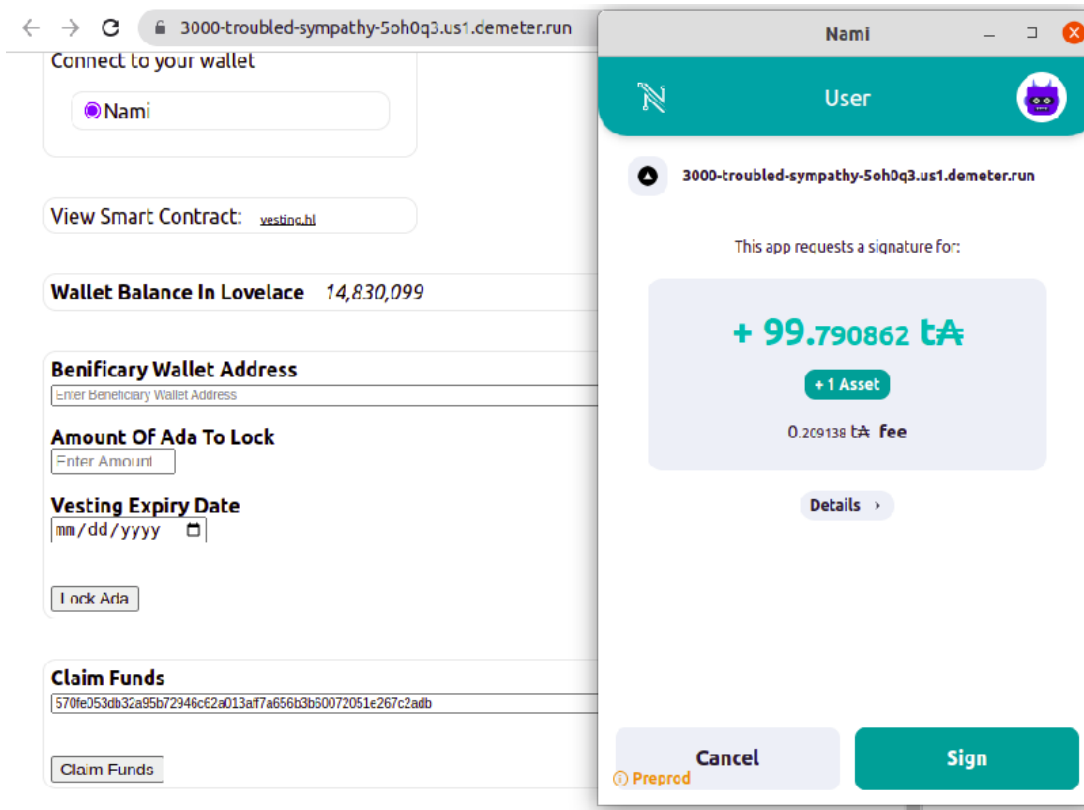 3000-troubled-sympathy-5oh0q3.us1.demeter.run
Connect to your wallet
Nami
View Smart Contract: vesting.hl
Wallet Balance In Lovelace 14,830,099
Benificary Wallet Address
Enter Beneficiary Wallet Address
Amount Of Ada To Lock
Enter Amount
Vesting Expiry Date
mm/dd/yyyy
Lock Ada
Claim Funds
570fe053db32a95b72946c62a013aff7a656b3b60072051e267c2adb
Claim Funds
Nami
User
3000-troubled-sympathy-5oh0q3.us1.demeter.run
This app requests a signature for:
+ 99.790862 t₳
+ 1 Asset
0.209138 t₳ fee
Details
Cancel
Sign
Preprod